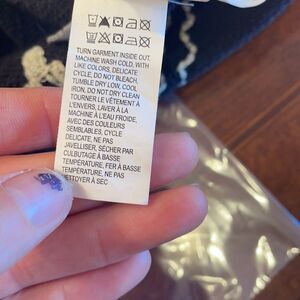 TURN GARMENT INSIDE OUT,
MACHINE WASH COLD, WITH
LIKE COLORS, DELICATE
CYCLE, DO NOT BLEACH,
TUMBLE DRY LOW, COOL
IRON, DO NOT DRY CLEAN
TOURNER LE VÊTEMENT À
L'ENVERS, LAVER À LA
MACHINE À L'EAU FROIDE,
AVEC DES COULEURS
SEMBLABLES, CYCLE
DÉLICATE, NE PAS
JAVELLISER, SÉCHER PAR
CULBUTAGE À BASSE
TEMPÉRATURE, FER À BASSE
TEMPÉRATURE, NE PAS
NETTOYER À SEC